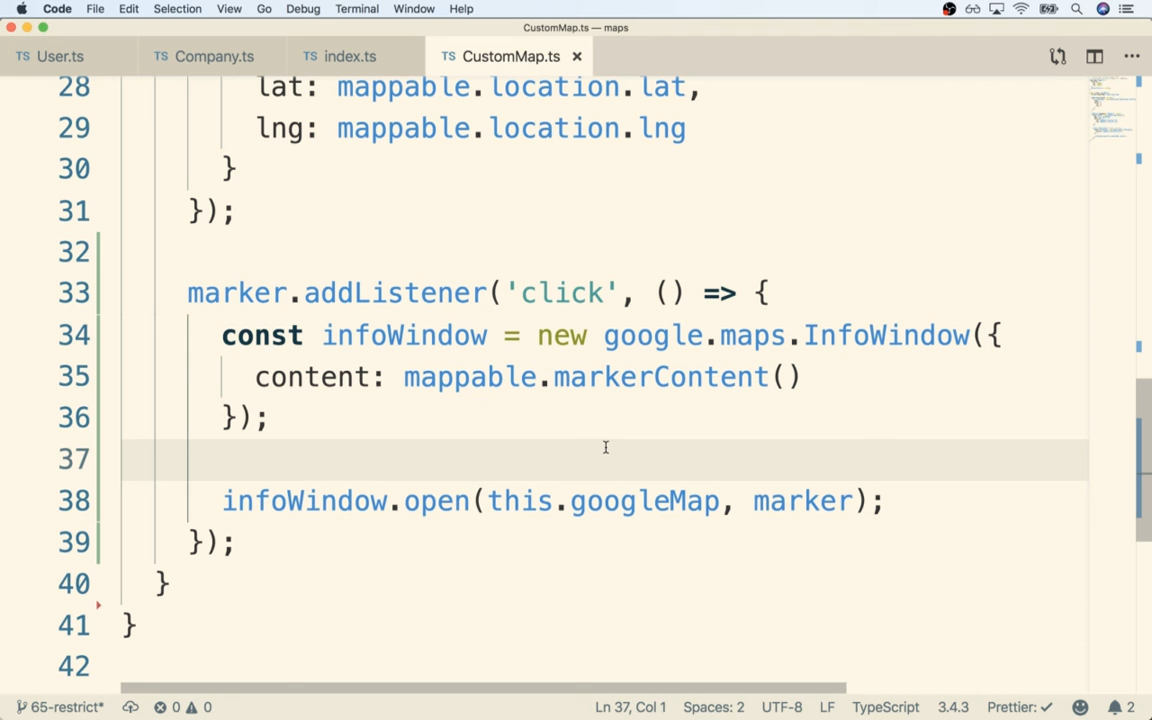 Code File Edit Selection View Go Debug Terminal Window Help
CustomMap.ts — maps
TS User.ts TS Company.ts TS index.ts TS CustomMap.ts ×
28 lat: mappable.location.lat,
29 lng: mappable.location.lng
30 }
31 });
32
33 marker.addListener('click', () => {
34 const infoWindow = new google.maps.InfoWindow({
35 content: mappable.markerContent()
36 });
37
38 infoWindow.open(this.googleMap, marker);
39 });
40 }
41 }
42
65-restrict* 0 0 Ln 37, Col 1 Spaces: 2 UTF-8 LF TypeScript 3.4.3 Prettier: ✓ 2